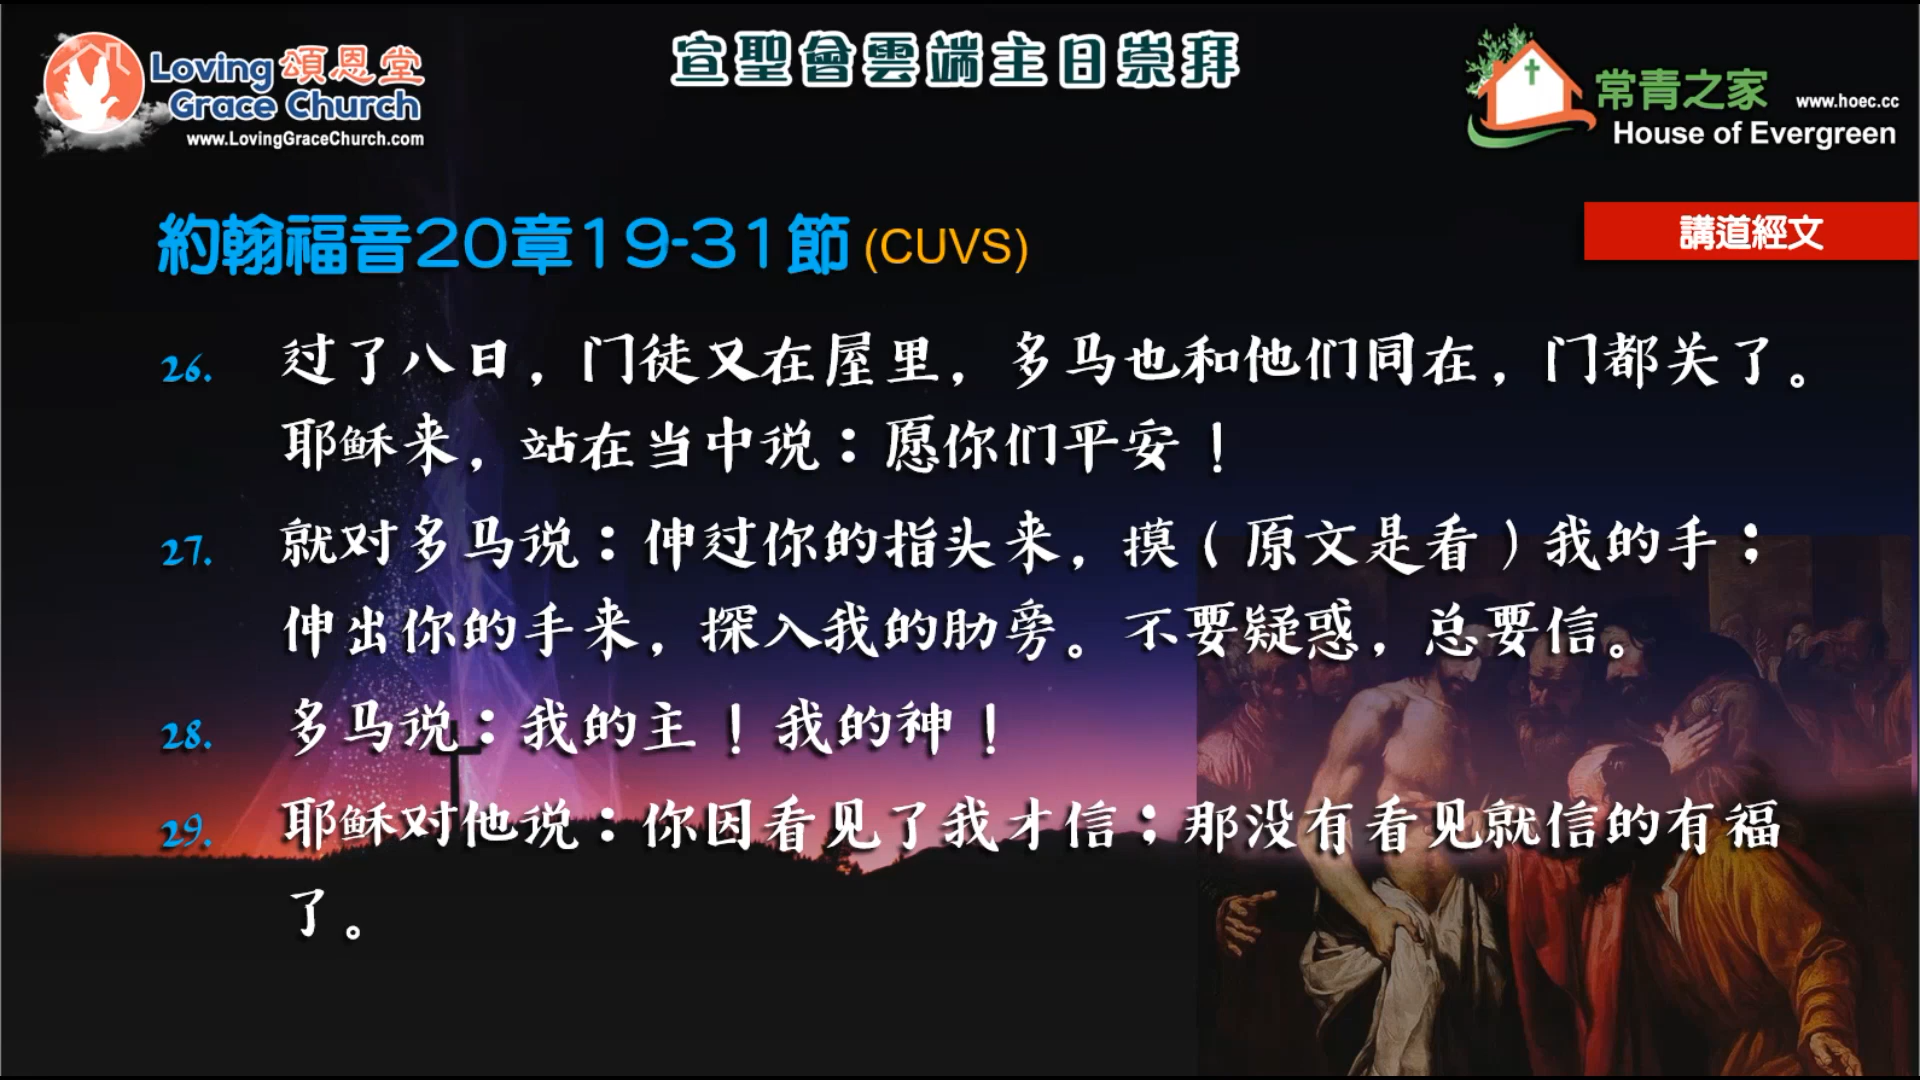 Loving 頌恩堂
Grace Church
www.LovingGraceChurch.com
宣聖會雲端主日崇拜
常青之家 www.hoec.cc
House of Evergreen
約翰福音20章19-31節 (CUVS)
講道經文
26. 过了八日，门徒又在屋里，多马也和他们同在，门都关了。
耶稣来，站在当中说：愿你们平安！
27. 就对多马说：伸过你的指头来，摸（原文是看）我的手；
伸出你的手来，探入我的肋旁。不要疑惑，总要信。
28. 多马说：我的主！我的神！
29. 耶稣对他说：你因看见了我才信；那没有看见就信的有福
了。